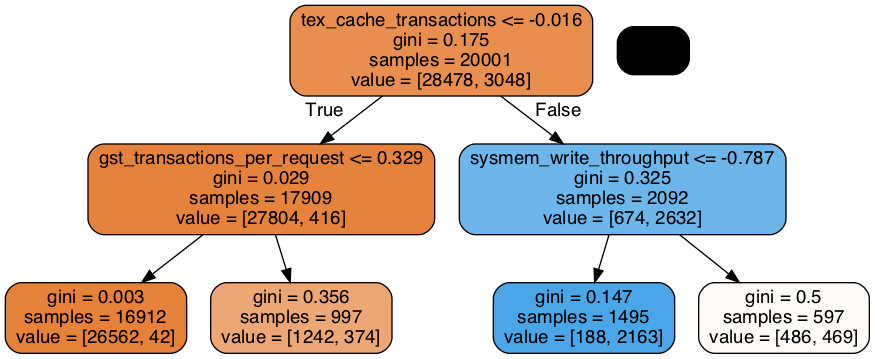 tex_cache_transactions <= -0.016
gini = 0.175
samples = 20001
value = [28478, 3048]
True
False
gst_transactions_per_request <= 0.329
gini = 0.029
samples = 17909
value = [27804, 416]
sysmem_write_throughput <= -0.787
gini = 0.325
samples = 2092
value = [674, 2632]
gini = 0.003
samples = 16912
value = [26562, 42]
gini = 0.356
samples = 997
value = [1242, 374]
gini = 0.147
samples = 1495
value = [188, 2163]
gini = 0.5
samples = 597
value = [486, 469]